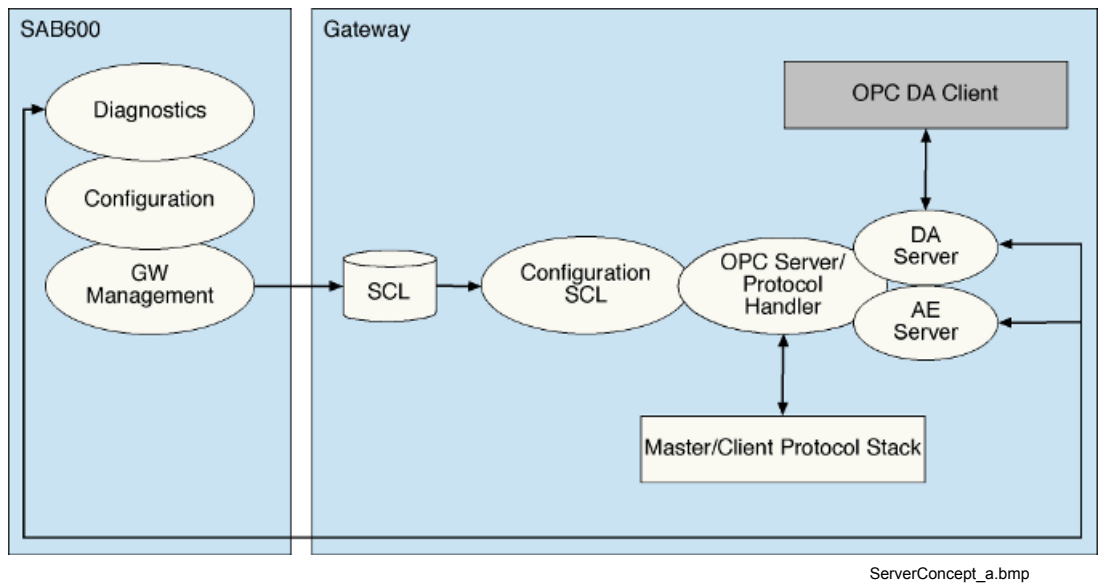 SAB600
Gateway
OPC DA Client
Diagnostics
Configuration
GW
Management
SCL
Configuration
SCL
OPC Server/
Protocol
Handler
DA
Server
AE
Server
Master/Client Protocol Stack
ServerConcept_a.bmp